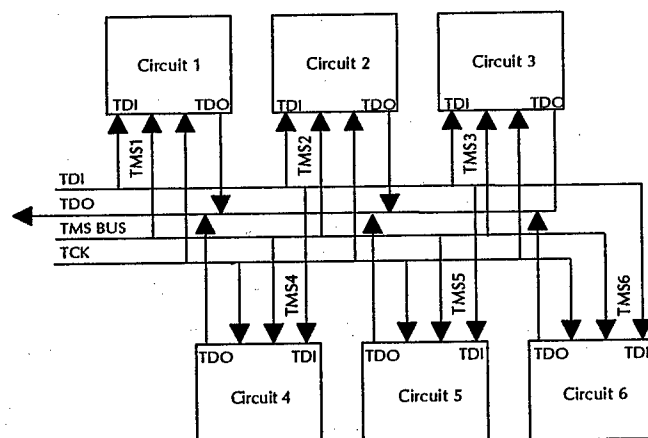 Circuit 1
Circuit 2
Circuit 3
TDI TDO
TDI TDO
TDI TDO
TMS1
TMS2
TMS3
TDI
TDO
TMS BUS
TCK
TMS4
TMS5
TMS6
TDO TDI
TDO TDI
TDO TDI
Circuit 4
Circuit 5
Circuit 6